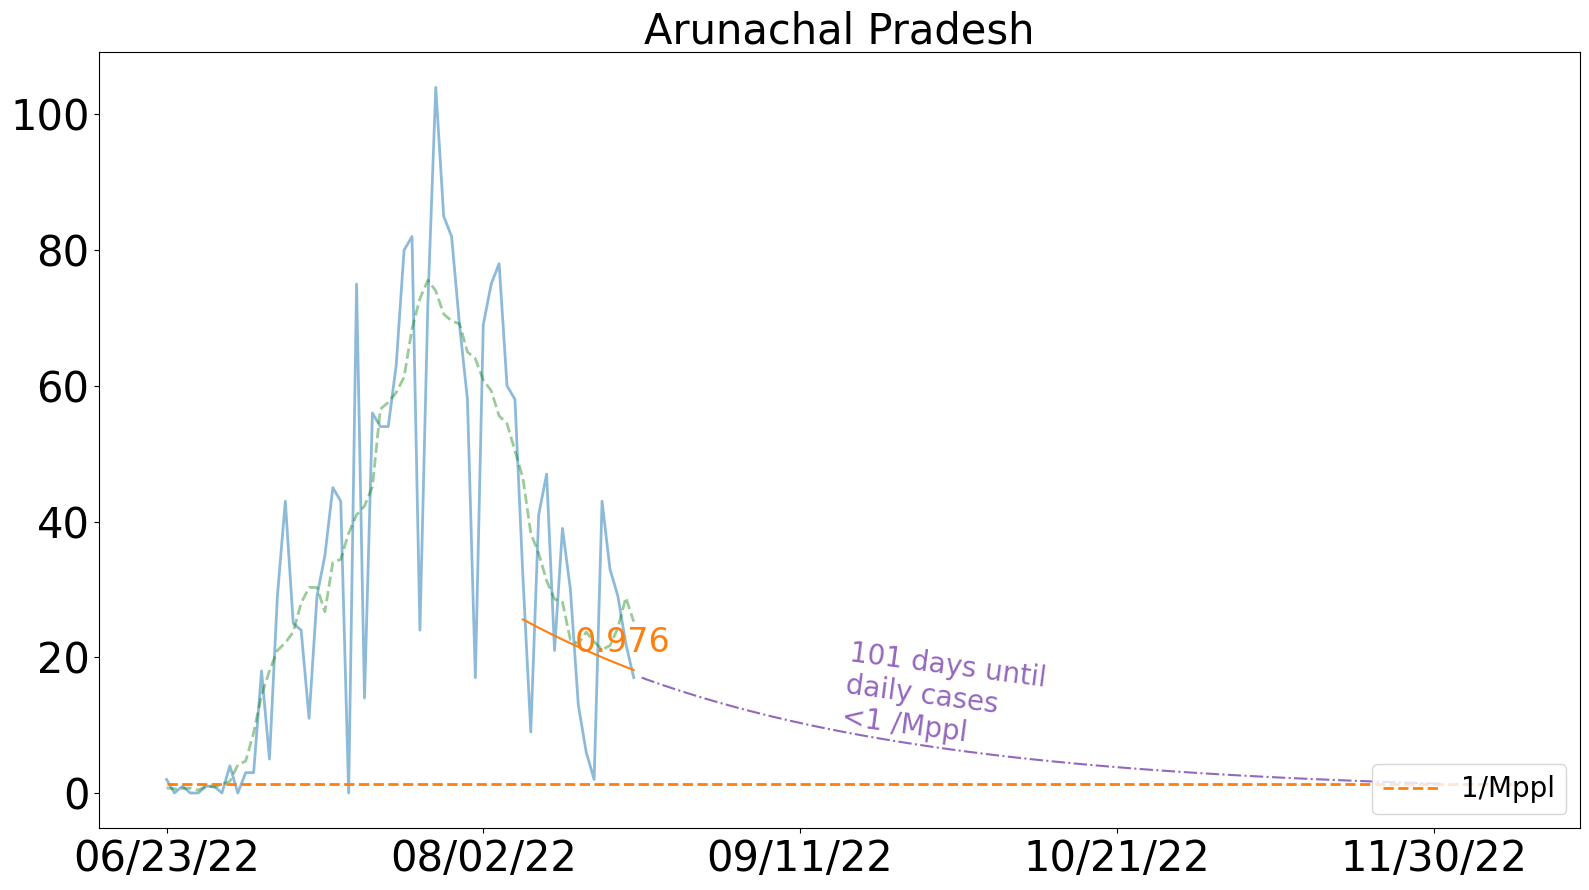 Arunachal Pradesh
100
80
60
40
20
0
0.976
101 days until
daily cases
<1 /Mppl
1/Mppl
06/23/22
08/02/22
09/11/22
10/21/22
11/30/22